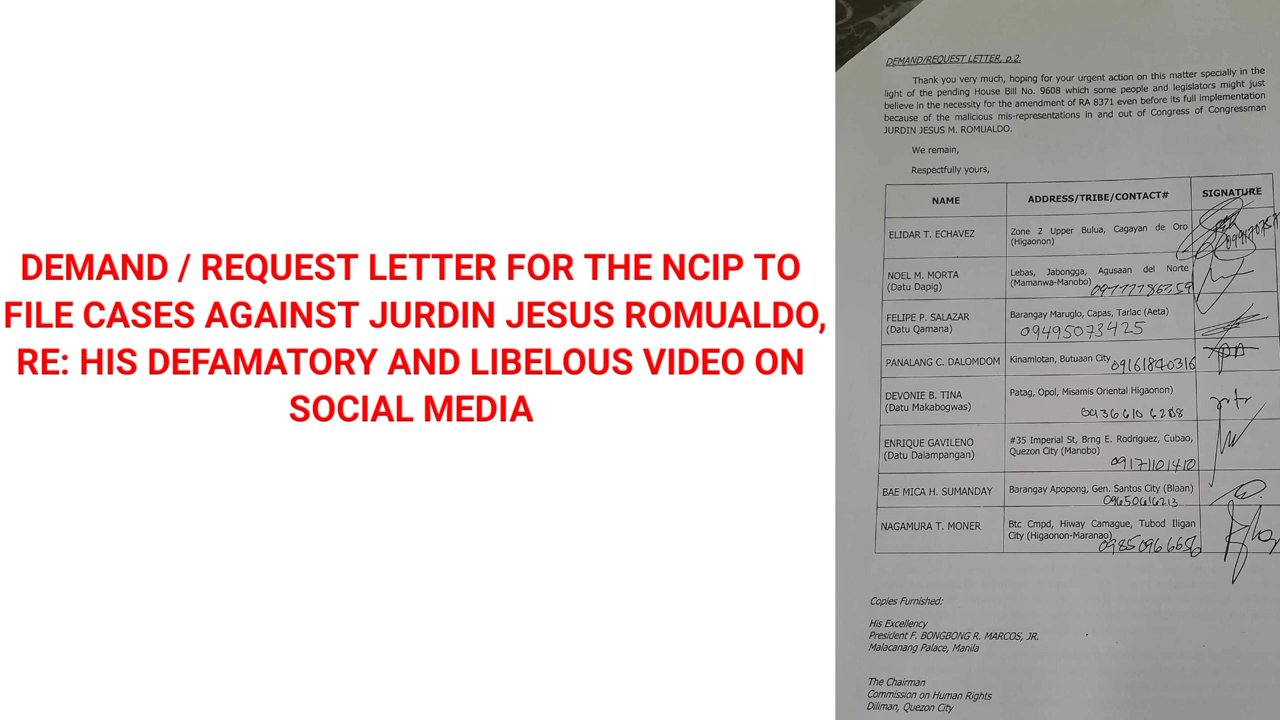 DEMAND / REQUEST LETTER FOR THE NCIP TO
FILE CASES AGAINST JURDIN JESUS ROMUALDO,
RE: HIS DEFAMATORY AND LIBELOUS VIDEO ON
SOCIAL MEDIA
DEMAND/REQUEST LETTER, p.2.
Thank you very much, hoping for your urgent action on this matter specially in the
light of the pending House Bill No. 9608 which some people and legislators might just
believe in the necessity for the amendment of RA 8371 even before its full implementation
because of the malicious mis-representations in and out of Congress of Congressman
JURDIN JESUS M. ROMUALDO.
We remain,
Respectfully yours,
NAME ADDRESS/TRIBE/CONTACT# SIGNATURE
ELIDAR T. ECHAVEZ Zone 2 Upper Bulua, Cagayan de Oro
(Higaonon)
NOEL M. MORTA Lebas, Jabongga, Agusaan del Norte
(Datu Dapig) (Mamanwa-Manobo) 09777786759
FELIPE P. SALAZAR Barangay Maruglo, Capas, Tarlac (Aeta)
(Datu Qamana) 09495073425
PANALANG C. DALOMDOM Kinamlotan, Butuaan City 09161840316
DEVONIE B. TINA Patag, Opol, Misamis Oriental Higaonon)
(Datu Makabogwas) 09366106288
ENRIQUE GAVILENO #35 Imperial St, Brng E. Rodriguez, Cubao,
(Datu Dalampangan) Quezon City (Manobo)
09171101410
BAE MICA H. SUMANDAY Barangay Apopong, Gen. Santos City (Blaan)
09650616213
NAGAMURA T. MONER Btc Cmpd, Hiway Camague, Tubod Iligan
City (Higaonon-Maranao) 09850966656
Copies Furnished:
His Excellency
President F. BONGBONG R. MARCOS, JR.
Malacanang Palace, Manila
The Chairman
Commission on Human Rights
Diliman, Quezon City